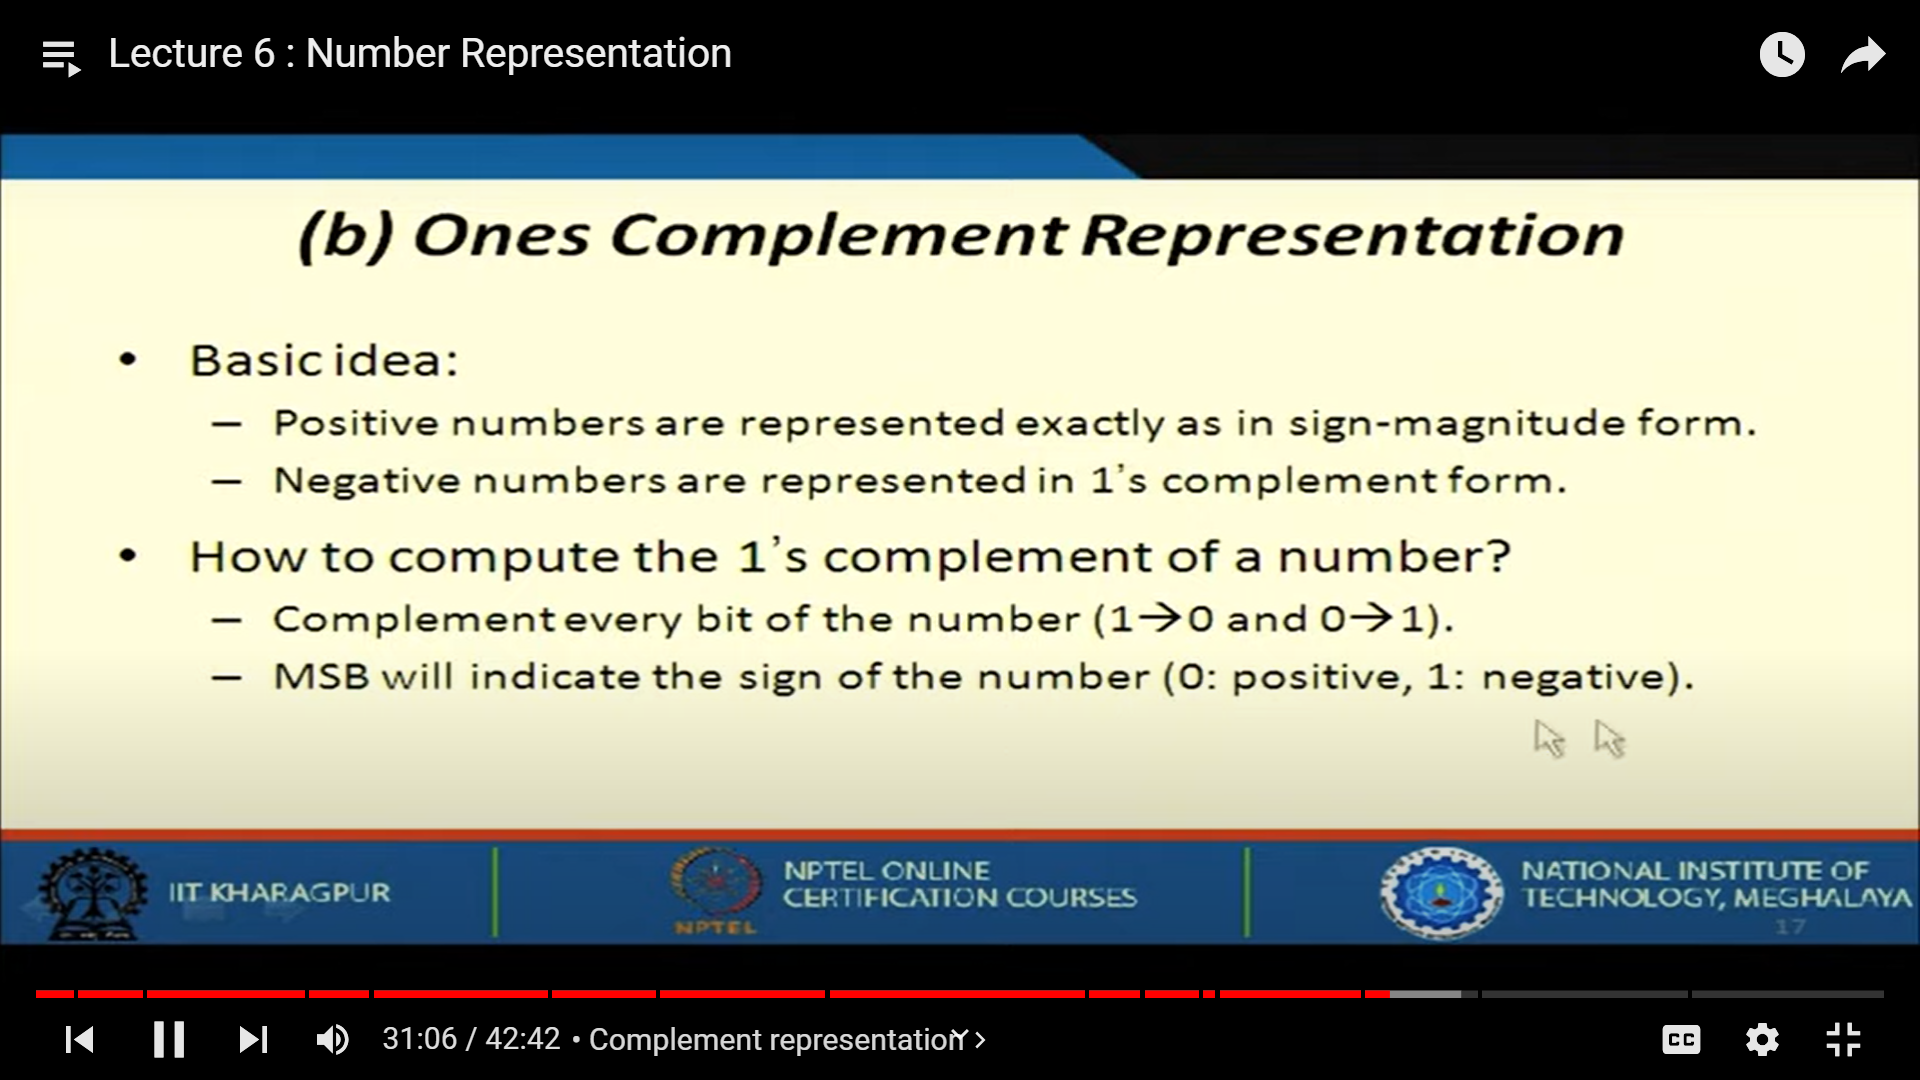 Lecture 6 : Number Representation
(b) Ones Complement Representation
• Basic idea:
– Positive numbers are represented exactly as in sign-magnitude form.
– Negative numbers are represented in 1's complement form.
• How to compute the 1's complement of a number?
– Complement every bit of the number (1→0 and 0→1).
– MSB will indicate the sign of the number (0: positive, 1: negative).
IIT KHARAGPUR
NPTEL
NPTEL ONLINE
CERTIFICATION COURSES
NATIONAL INSTITUTE OF
TECHNOLOGY, MEGHALAYA
17
31:06 / 42:42 • Complement representation
CC